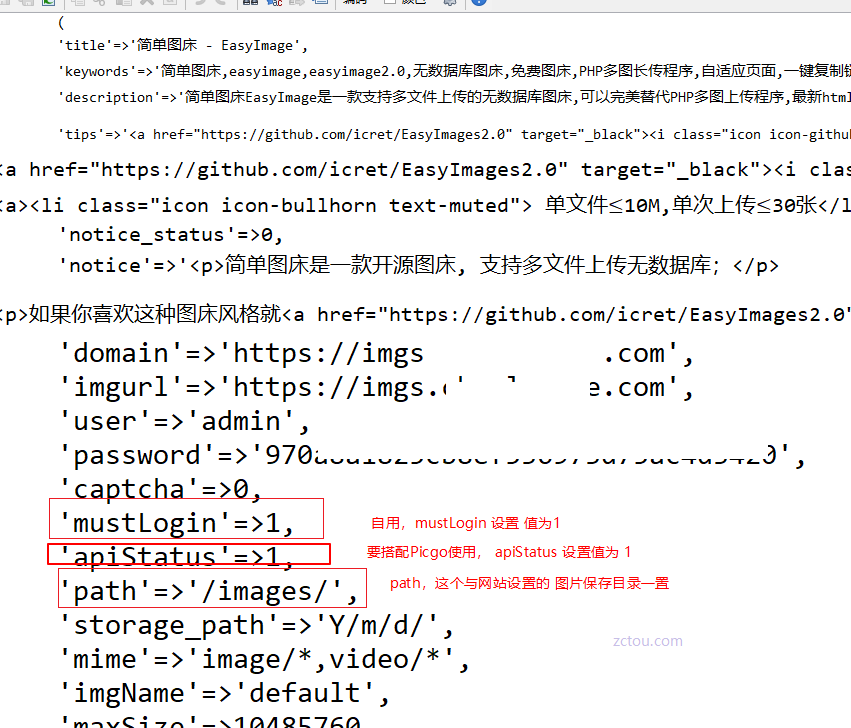 (
'title'=>'简单图床 - EasyImage',
'keywords'=>'简单图床,easyimage,easyimage2.0,无数据库图床,免费图床,PHP多图长传程序,自适应页面,一键复制链
'description'=>'简单图床EasyImage是一款支持多文件上传的无数据库图床,可以完美替代PHP多图上传程序,最新html
'tips'=>'<a href="https://github.com/icret/EasyImages2.0" target="_black"><i class="icon icon-github
<a href="https://github.com/icret/EasyImages2.0" target="_black"><i clas
<a><li class="icon icon-bullhorn text-muted"> 单文件≤10M,单次上传≤30张</l
'notice_status'=>0,
'notice'=>'<p>简单图床是一款开源图床, 支持多文件上传无数据库; </p>
<p>如果你喜欢这种图床风格就<a href="https://github.com/icret/EasyImages2.0"
'domain'=>'https://imgs .com',
'imgurl'=>'https://imgs. e.com',
'user'=>'admin',
'password'=>'970
'captcha'=>0,
'mustLogin'=>1, 自用，mustLogin 设置 值为1
'apiStatus'=>1, 要搭配Picgo使用， apiStatus 设置值为 1
'path'=>'/images/', path，这个与网站设置的 图片保存目录一置
'storage_path'=>'Y/m/d/',
zctou.com
'mime'=>'image/*,video/*',
'imgName'=>'default',
'maxSize'=>10485760